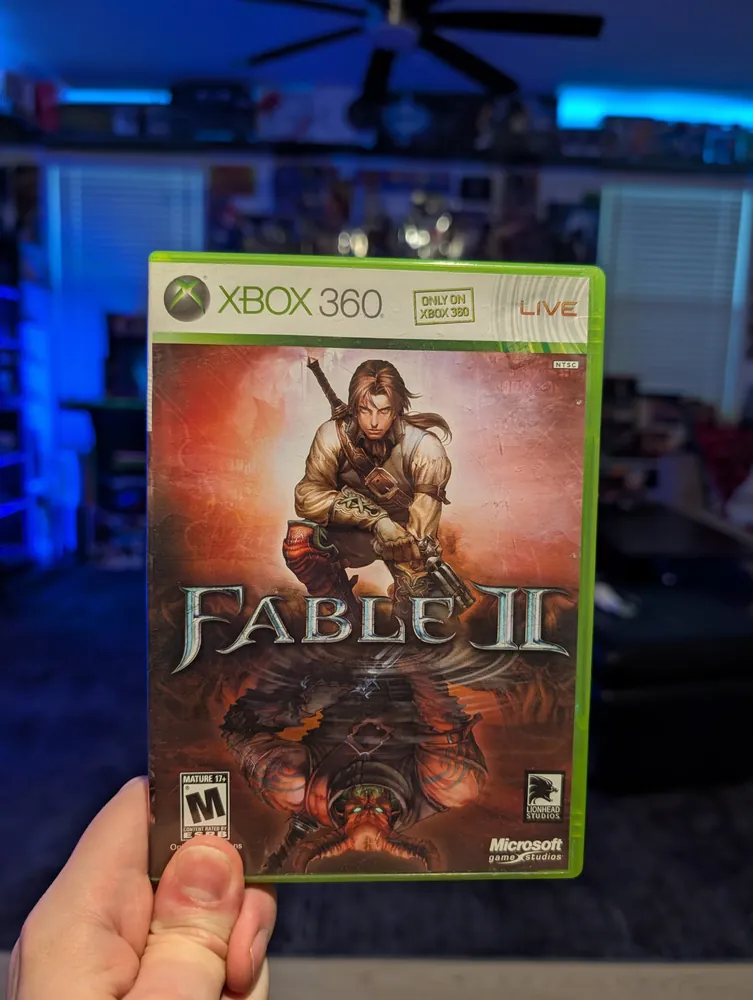 XBOX 360
ONLY ON
XBOX 360
LIVE
NTSC
FABLE II
MATURE 17+
M
CONTENT RATED BY
ESRB
LIONHEAD
STUDIOS
Microsoft
game studios